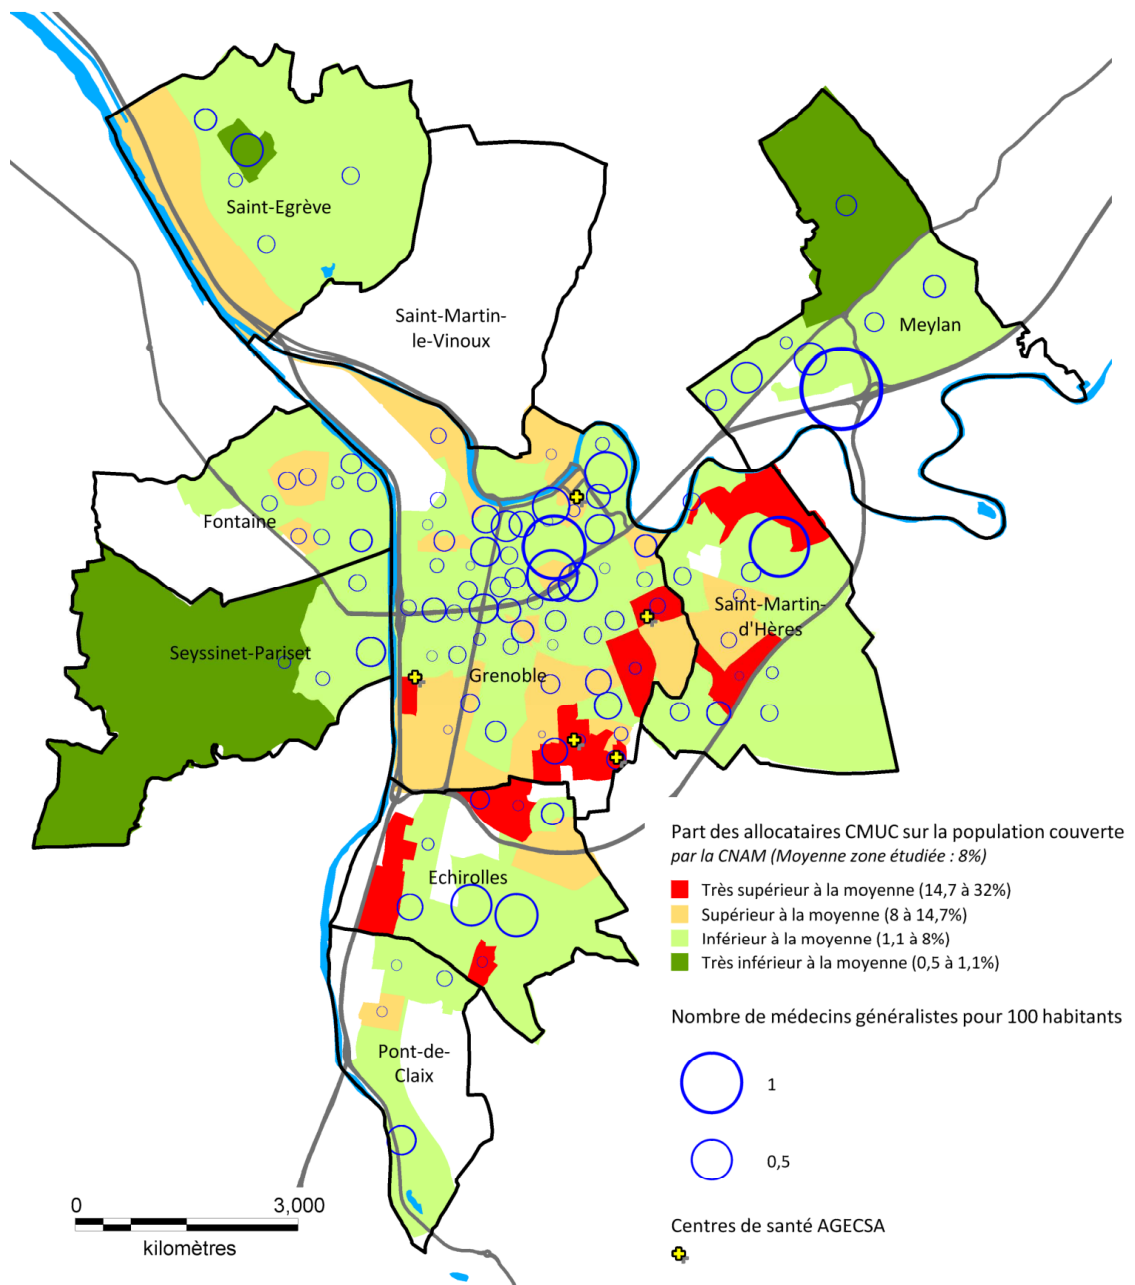 Saint-Egrève
Saint-Martin-
le-Vinoux
Meylan
Fontaine
Saint-Martin-
d'Hères
Seyssinet-Pariset
Grenoble
Echirolles
Pont-de-
Claix
Part des allocataires CMUC sur la population couverte
par la CNAM (Moyenne zone étudiée : 8%)
Très supérieur à la moyenne (14,7 à 32%)
Supérieur à la moyenne (8 à 14,7%)
Inférieur à la moyenne (1,1 à 8%)
Très inférieur à la moyenne (0,5 à 1,1%)
Nombre de médecins généralistes pour 100 habitants
1
0,5
Centres de santé AGECSA
0 3,000
kilomètres